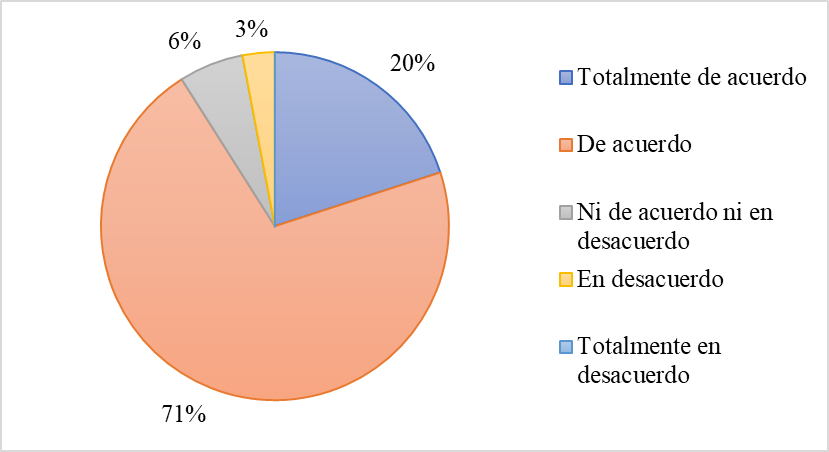 3%
6%
20%
71%
Totalmente de acuerdo
De acuerdo
Ni de acuerdo ni en
desacuerdo
En desacuerdo
Totalmente en
desacuerdo